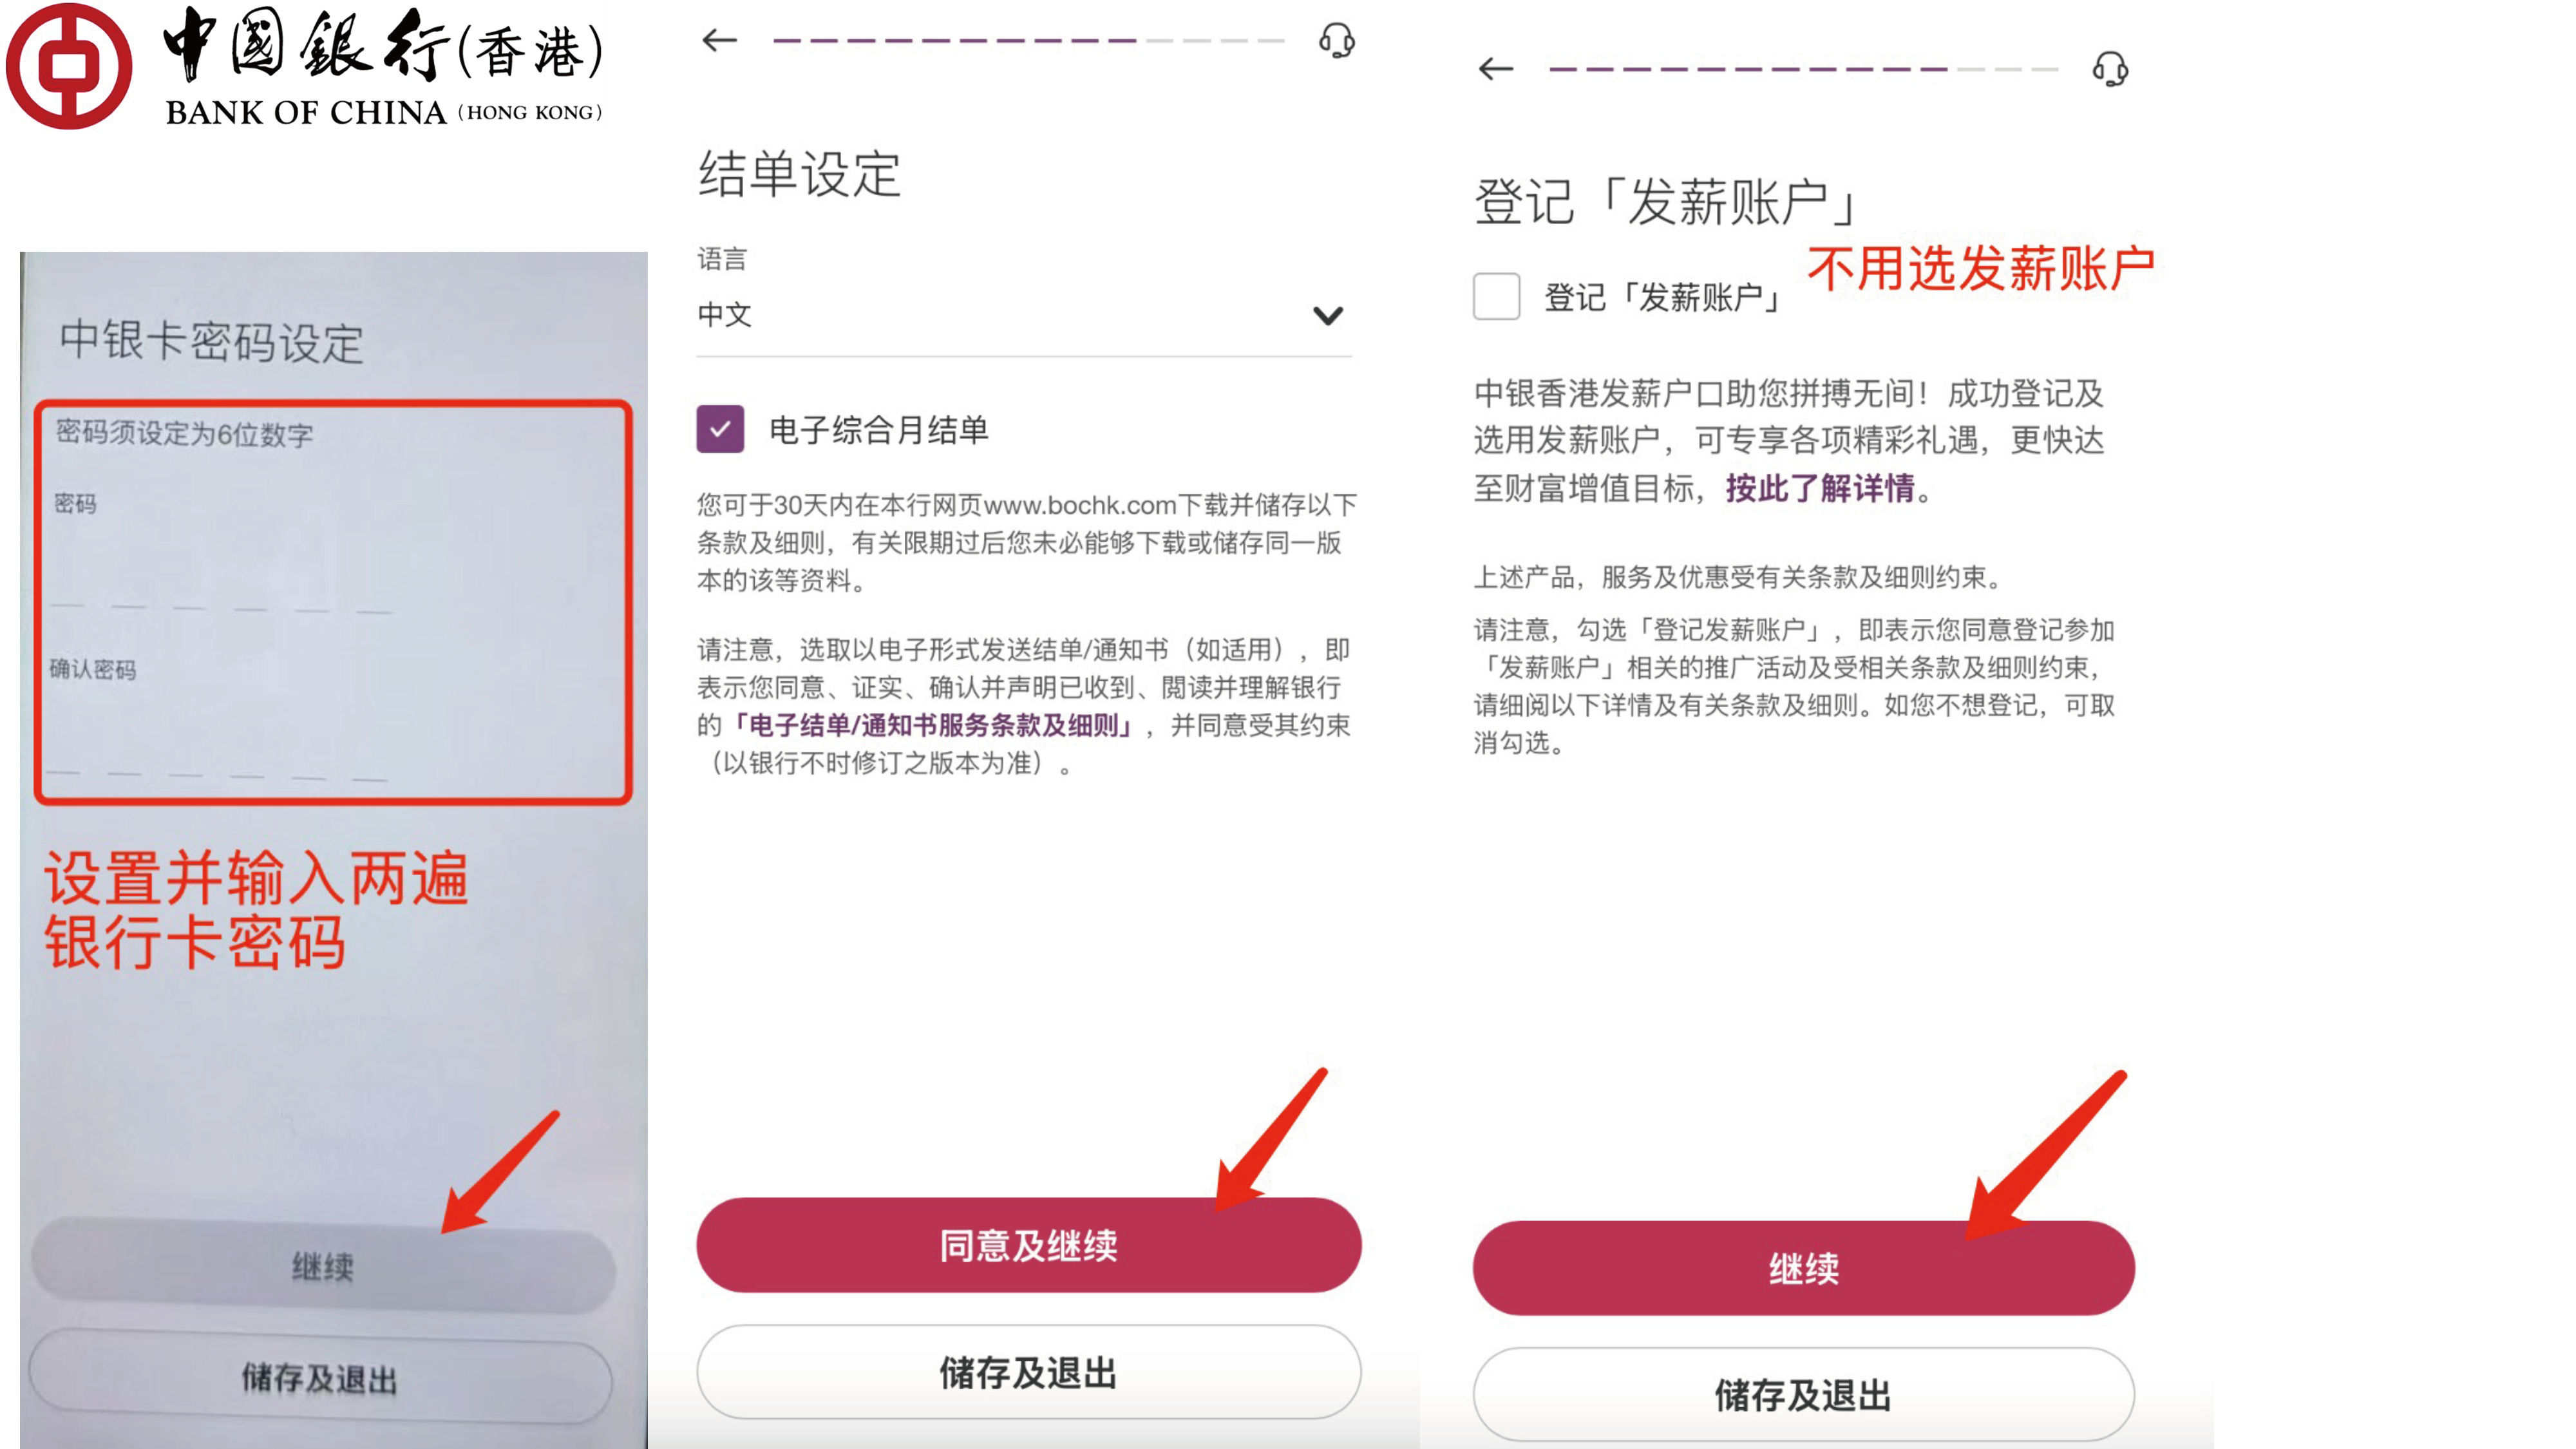 中國銀行(香港)
BANK OF CHINA (HONG KONG)
中银卡密码设定
密码须设定为6位数字
密码
确认密码
设置并输入两遍
银行卡密码
继续
储存及退出
结单设定
语言
中文
电子综合月结单
您可于30天内在本行网页www.bochk.com下载并储存以下
条款及细则，有关限期过后您未必能够下载或储存同一版
本的该等资料。
请注意，选取以电子形式发送结单/通知书（如适用），即
表示您同意、证实、确认并声明已收到、閲读并理解银行
的「电子结单/通知书服务条款及细则」，并同意受其约束
（以银行不时修订之版本为准）。
同意及继续
储存及退出
登记「发薪账户」
不用选发薪账户
登记「发薪账户」
中银香港发薪户口助您拼搏无间！成功登记及
选用发薪账户，可专享各项精彩礼遇，更快达
至财富增值目标，按此了解详情。
上述产品，服务及优惠受有关条款及细则约束。
请注意，勾选「登记发薪账户」，即表示您同意登记参加
「发薪账户」相关的推广活动及受相关条款及细则约束，
请细阅以下详情及有关条款及细则。如您不想登记，可取
消勾选。
继续
储存及退出